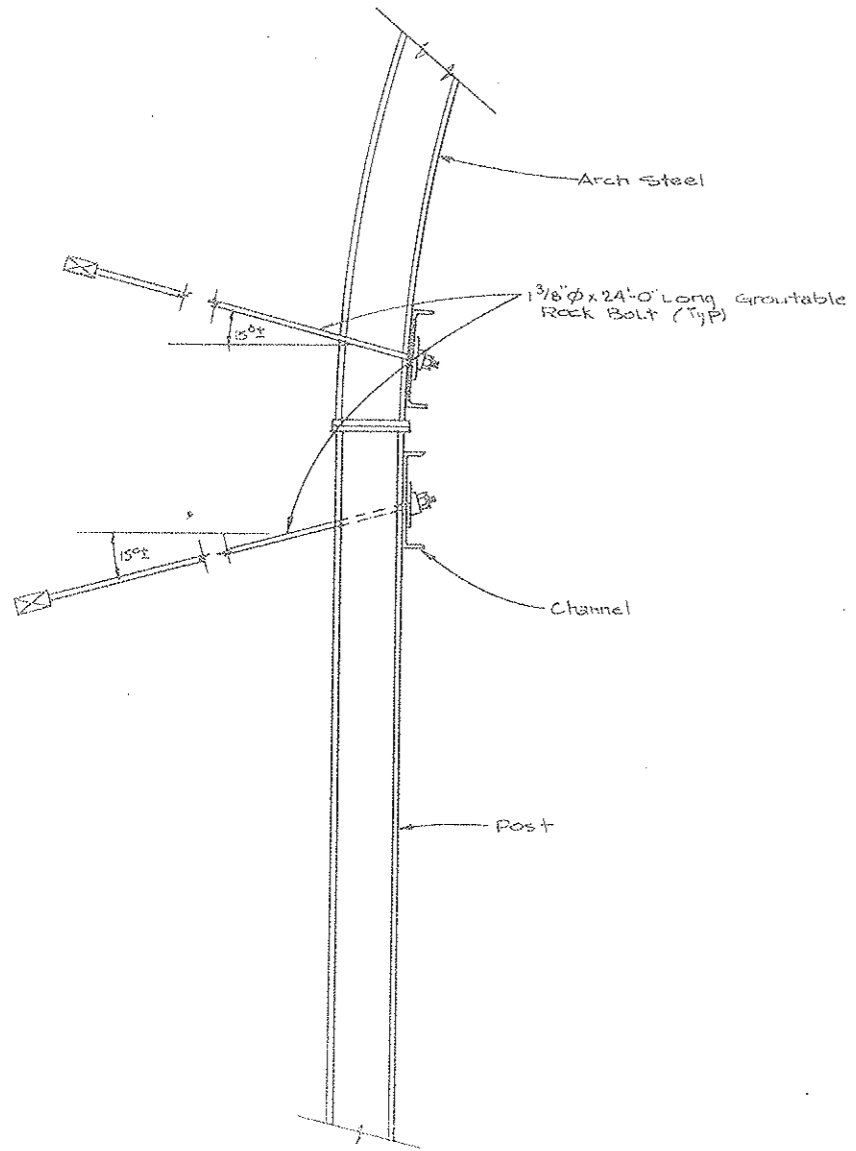 Arch Steel
1 3/8"Ø x 24'-0" Long Groutable
Rock Bolt (Typ)
15°±
15°±
Channel
Post